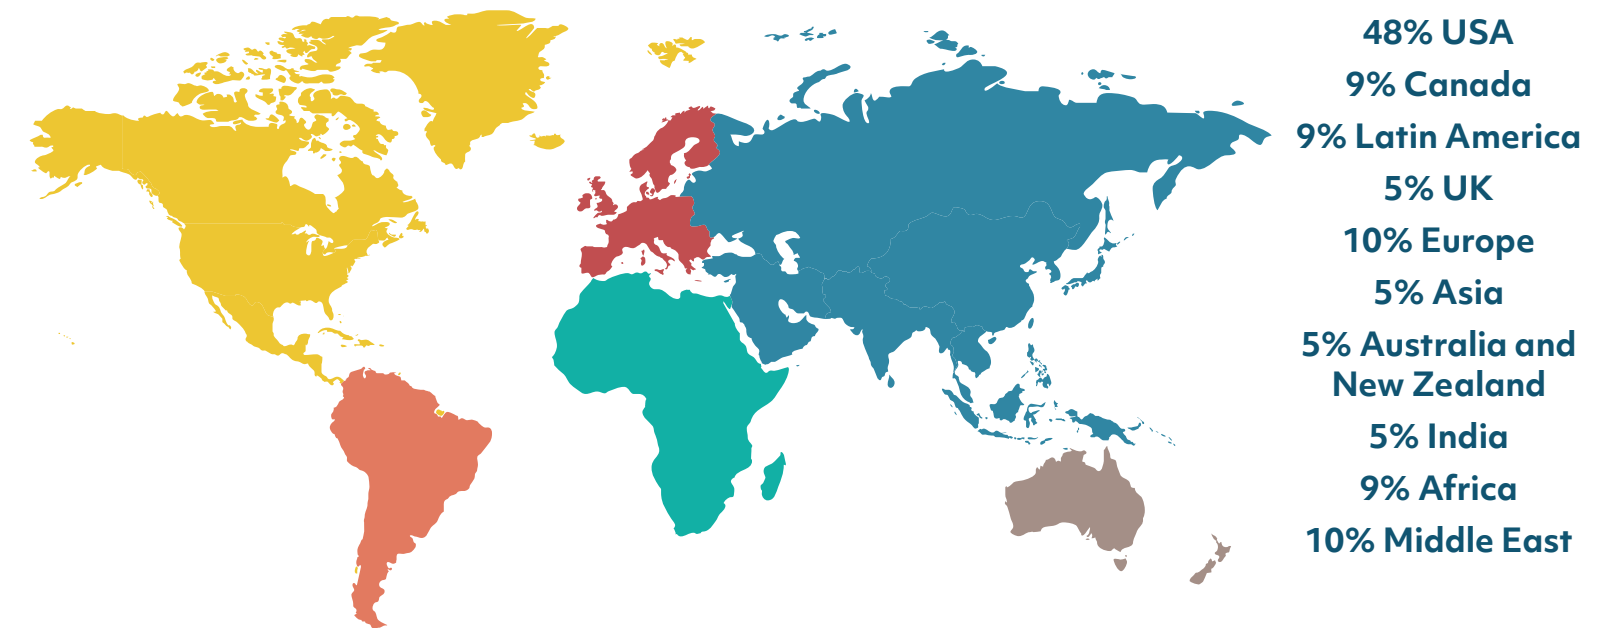 48% USA
9% Canada
9% Latin America
5% UK
10% Europe
5% Asia
5% Australia and
New Zealand
5% India
9% Africa
10% Middle East